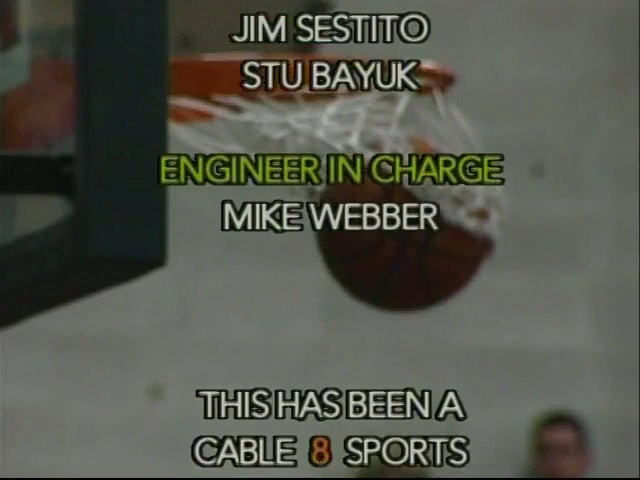 JIM SESTITO
STU BAYUK
ENGINEER IN CHARGE
MIKE WEBBER
THIS HAS BEEN A
CABLE 8 SPORTS